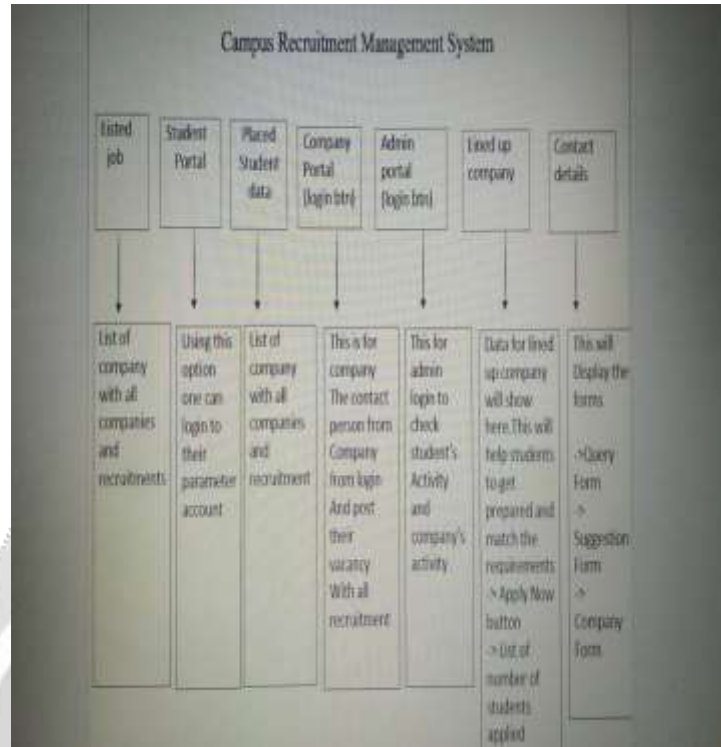 Campus Recruitment Management System
Listed
job
Student
Portal
Placed
Student
data
Company
Portal
(login btn)
Admin
portal
(login btn)
Lined up
company
Contact
details
List of
company
with all
companies
and
recruitments
Using this
option
one can
login to
their
parameter
account
List of
company
with all
companies
and
recruitment
This is for
company
The contact
person from
Company
from login
And post
their
vacancy
With all
recruitment
This for
admin
login to
check
student's
Activity
and
company's
activity
Data for lined
up company
will show
here.This will
help students
to get
prepared and
match the
requirements
-> Apply Now
button
-> List of
number of
students
applied
This will
Display the
forms
->Query
Form
->
Suggestion
Form
->
Company
Form